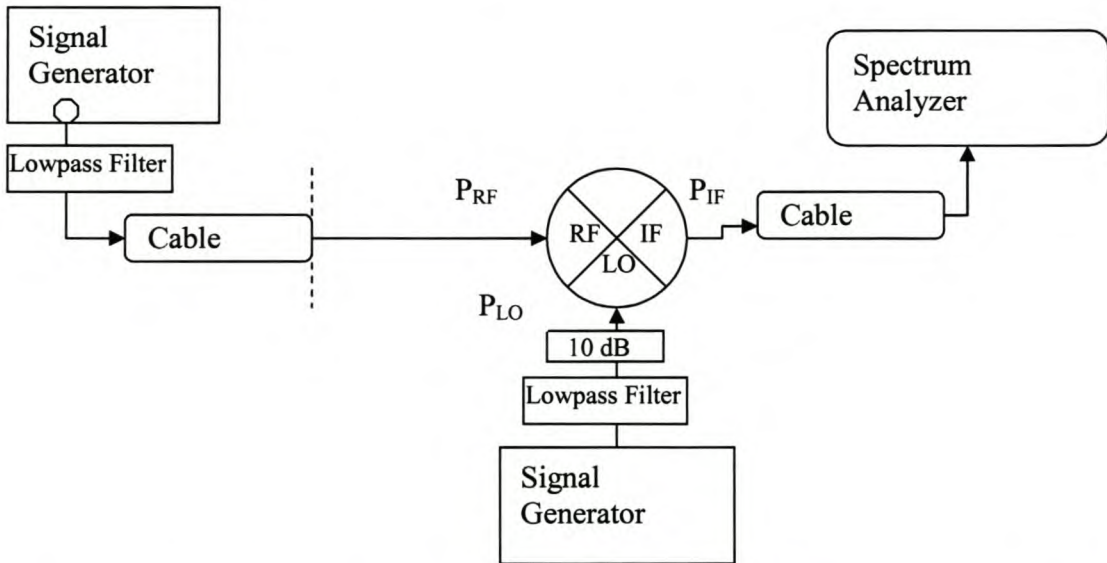 Signal
Generator
Lowpass Filter
Cable
P_RF
RF
IF
LO
P_IF
Cable
Spectrum
Analyzer
P_LO
10 dB
Lowpass Filter
Signal
Generator